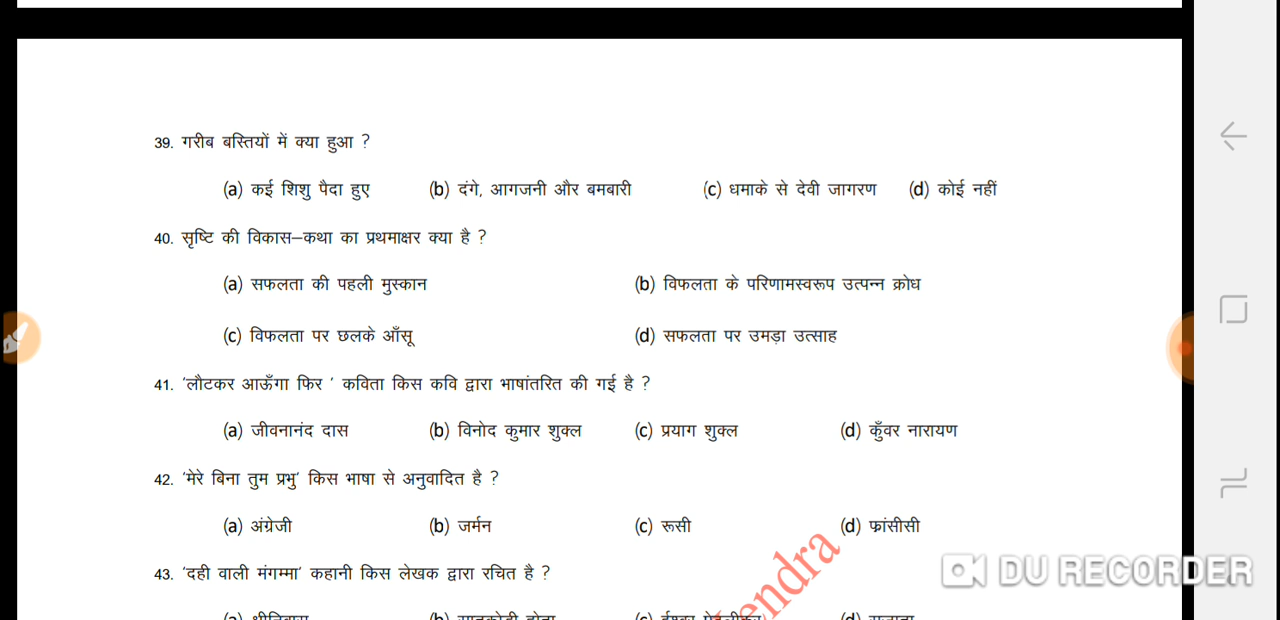 39. गरीब बस्तियों में क्या हुआ ?
(a) कई शिशु पैदा हुए (b) दंगे, आगजनी और बमबारी (c) धमाके से देवी जागरण (d) कोई नहीं
40. सृष्टि की विकास–कथा का प्रथमाक्षर क्या है ?
(a) सफलता की पहली मुस्कान (b) विफलता के परिणामस्वरूप उत्पन्न क्रोध
(c) विफलता पर छलके आँसू (d) सफलता पर उमड़ा उत्साह
41. 'लौटकर आऊँगा फिर ' कविता किस कवि द्वारा भाषांतरित की गई है ?
(a) जीवनानंद दास (b) विनोद कुमार शुक्ल (c) प्रयाग शुक्ल (d) कुँवर नारायण
42. 'मेरे बिना तुम प्रभु' किस भाषा से अनुवादित है ?
(a) अंग्रेजी (b) जर्मन (c) रूसी (d) फांसीसी
endra
DU RECORDER
43. 'दही वाली मंगम्मा' कहानी किस लेखक द्वारा रचित है ?
(a) (b) (c) (d)